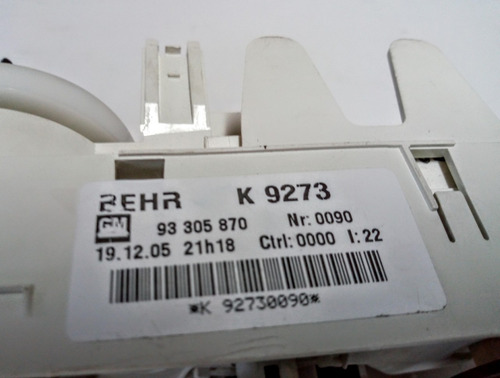 BEHR K 9273
GM 93 305 870 Nr:0090
19.12.05 21h18 Ctrl:0000 I:22
*K 92730090*